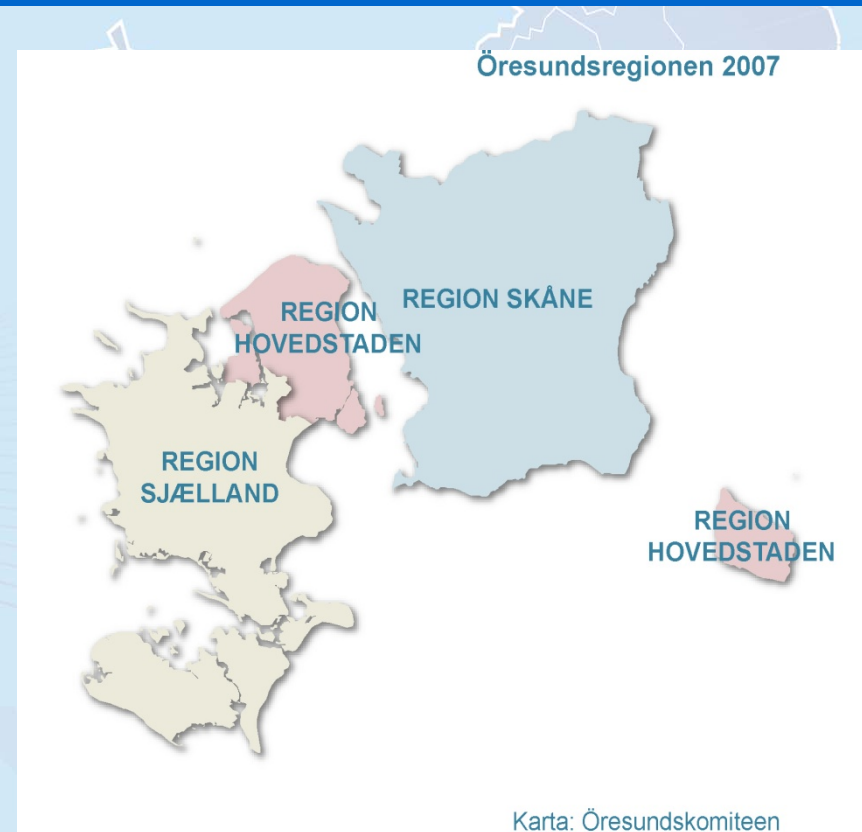 Öresundsregionen 2007
REGION
HOVEDSTADEN
REGION SKÅNE
REGION
SJÆLLAND
REGION
HOVEDSTADEN
Karta: Öresundskomiteen